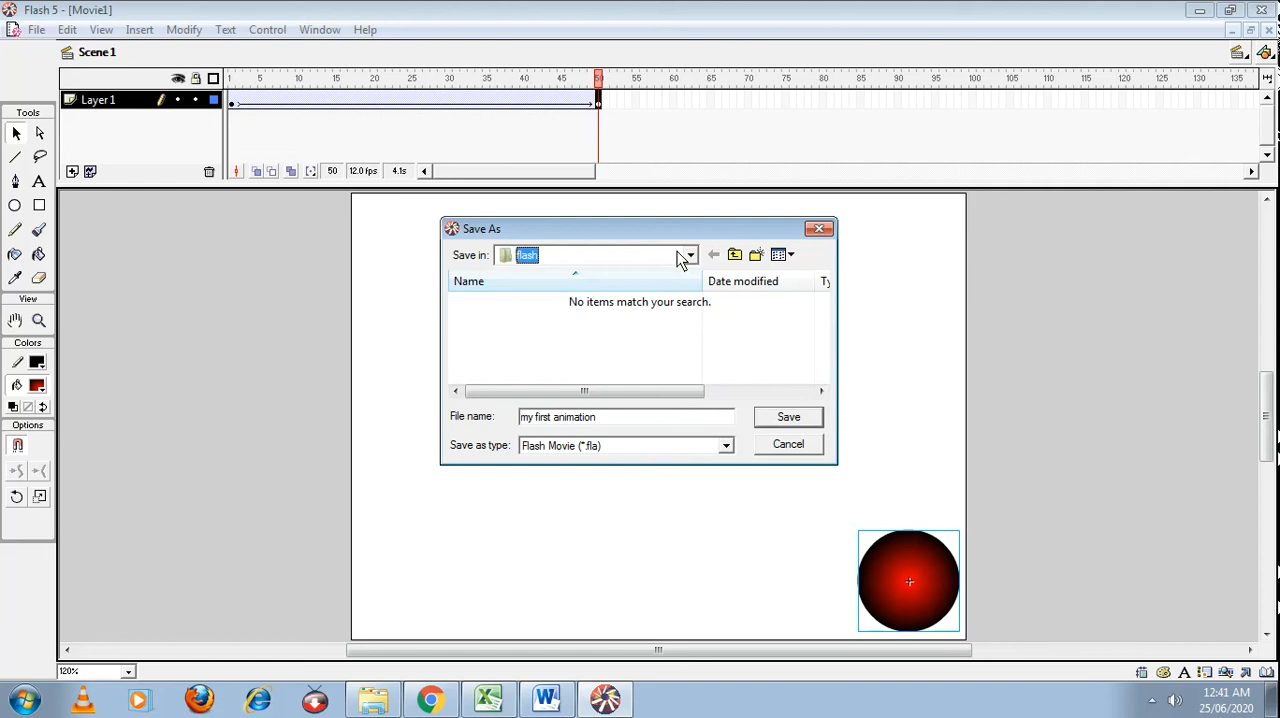 Flash 5 - [Movie1]
File Edit View Insert Modify Text Control Window Help
Scene 1
1 5 10 15 20 25 30 35 40 45 50 55 60 65 70 75 80 85 90 95 100 105 110 115 120 125 130 135
Layer 1
50 12.0 fps 4.1s
Tools
View
Colors
Options
Save As
Save in: flash
Name Date modified Ty
No items match your search.
File name: my first animation Save
Save as type: Flash Movie (*.fla) Cancel
120%
12:41 AM
25/06/2020